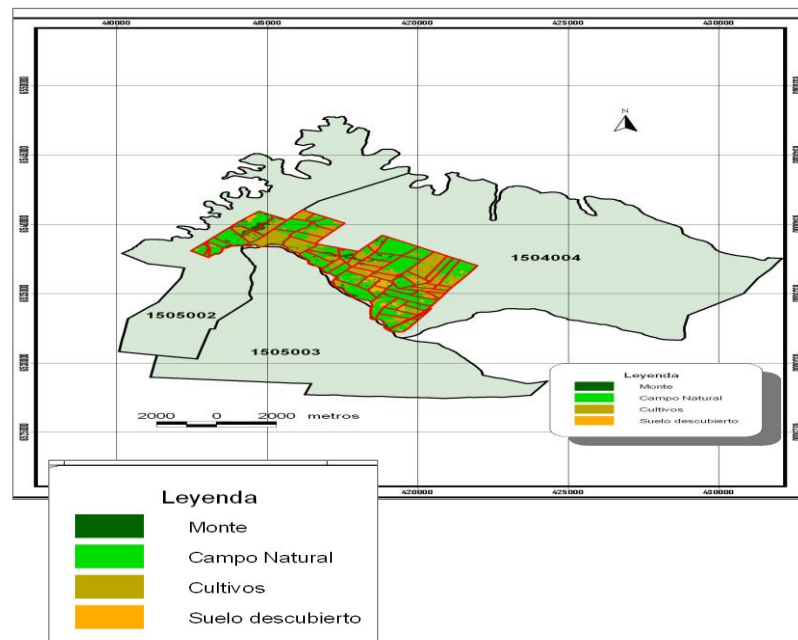 410000 415000 420000 425000 430000
N
1504004
1505002
1505003
2000 0 2000 metros
Leyenda
Monte
Campo Natural
Cultivos
Suelo descubierto
420000 425000 430000
Leyenda
Monte
Campo Natural
Cultivos
Suelo descubierto